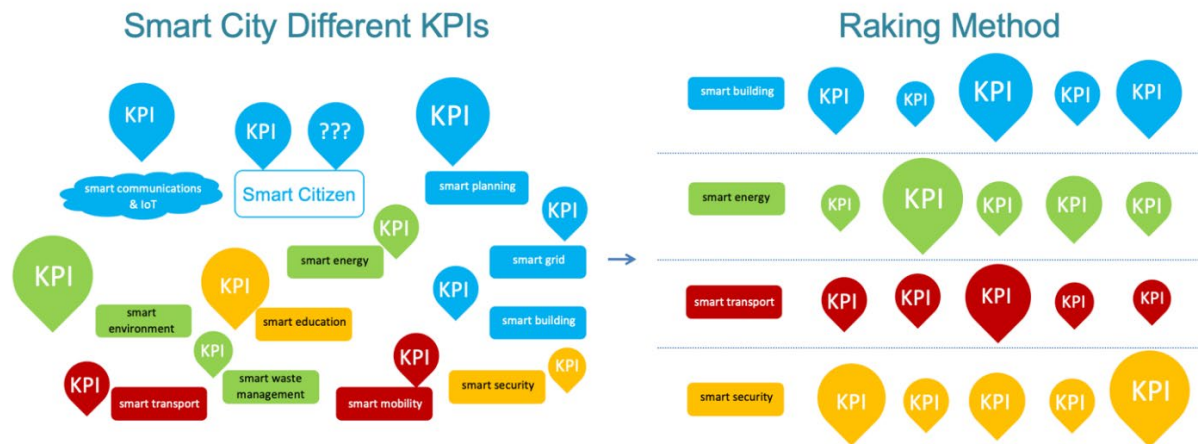 Smart City Different KPIs
KPI
KPI
???
KPI
smart communications
& IoT
Smart Citizen
smart planning
KPI
KPI
smart energy
smart grid
KPI
KPI
KPI
smart
environment
smart education
smart building
KPI
KPI
KPI
KPI
smart transport
smart waste
management
smart mobility
smart security
Raking Method
smart building
KPI
KPI
KPI
KPI
KPI
smart energy
KPI
KPI
KPI
KPI
KPI
smart transport
KPI
KPI
KPI
KPI
KPI
smart security
KPI
KPI
KPI
KPI
KPI